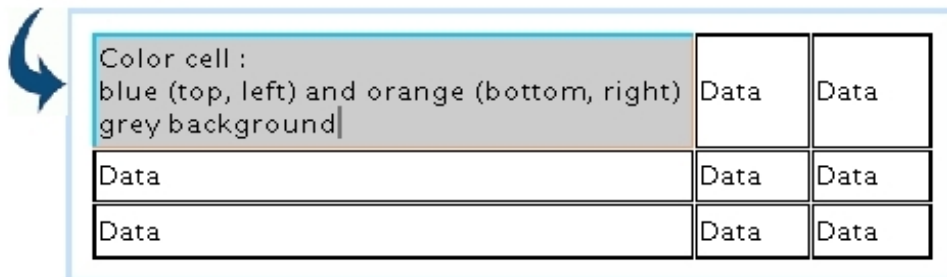 Color cell :
blue (top, left) and orange (bottom, right)
grey background
Data
Data
Data
Data
Data
Data
Data
Data